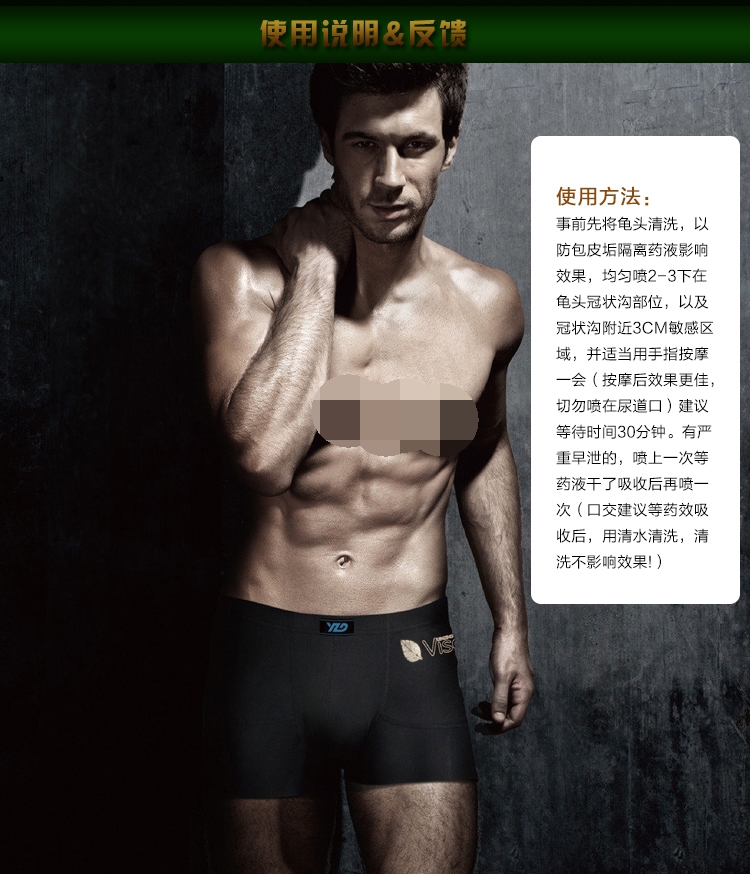 使用说明&反馈
使用方法：
事前先将龟头清洗，以
防包皮垢隔离药液影响
效果，均匀喷2-3下在
龟头冠状沟部位，以及
冠状沟附近3CM敏感区
域，并适当用手指按摩
一会（按摩后效果更佳，
切勿喷在尿道口）建议
等待时间30分钟。有严
重早泄的，喷上一次等
药液干了吸收后再喷一
次（口交建议等药效吸
收后，用清水清洗，清
洗不影响效果!）
YLD